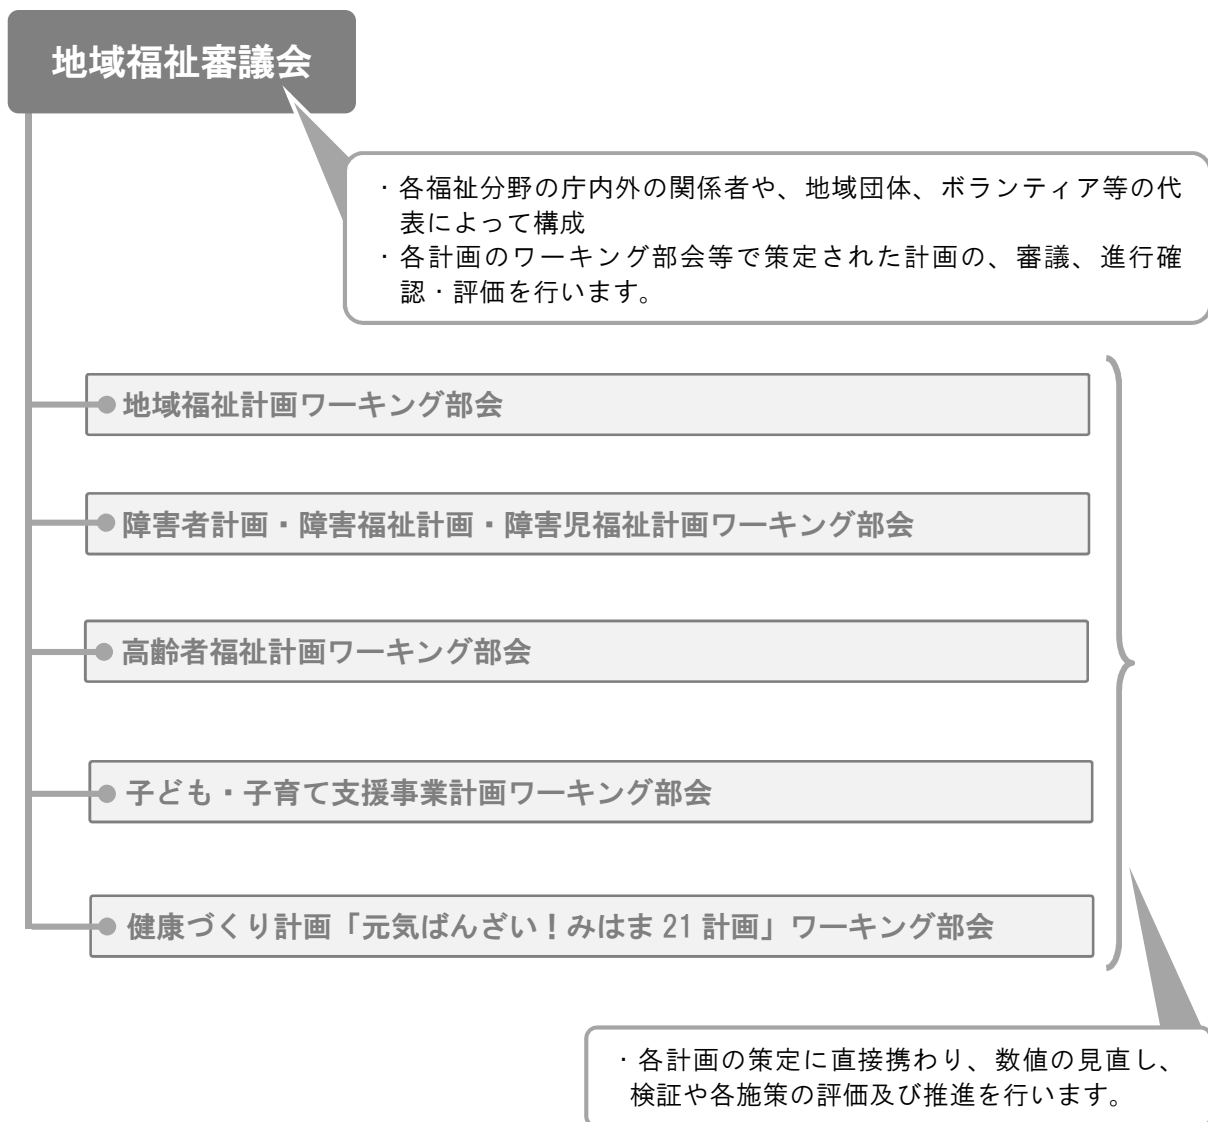 地域福祉審議会
・各福祉分野の庁内外の関係者や、地域団体、ボランティア等の代
表によって構成
・各計画のワーキング部会等で策定された計画の、審議、進行確
認・評価を行います。
地域福祉計画ワーキング部会
障害者計画・障害福祉計画・障害児福祉計画ワーキング部会
高齢者福祉計画ワーキング部会
子ども・子育て支援事業計画ワーキング部会
健康づくり計画「元気ばんざい！みはま 21 計画」ワーキング部会
・各計画の策定に直接携わり、数値の見直し、
検証や各施策の評価及び推進を行います。